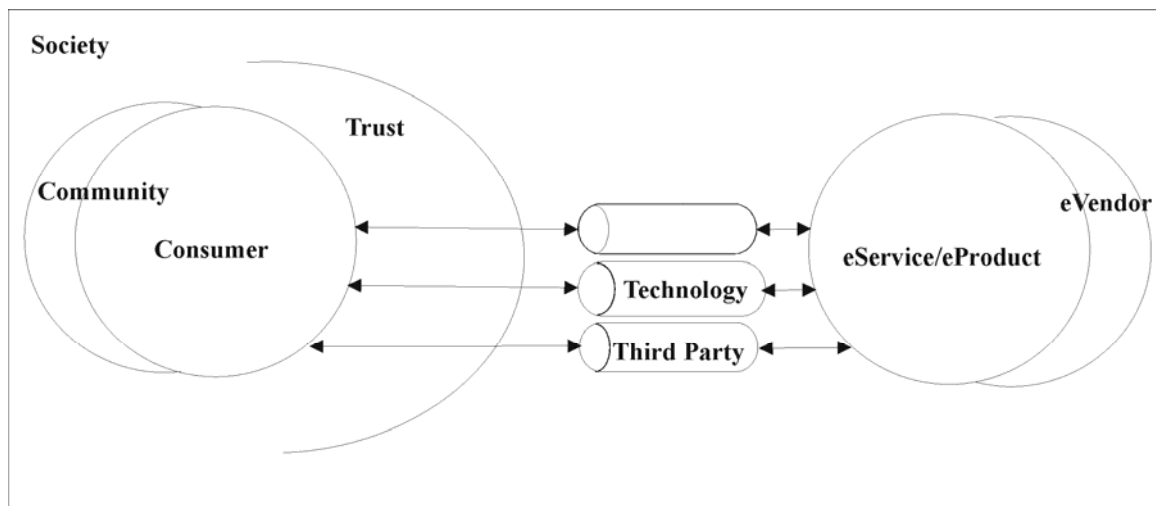 Society
Trust
Community
Consumer
eVendor
eService/eProduct
Technology
Third Party